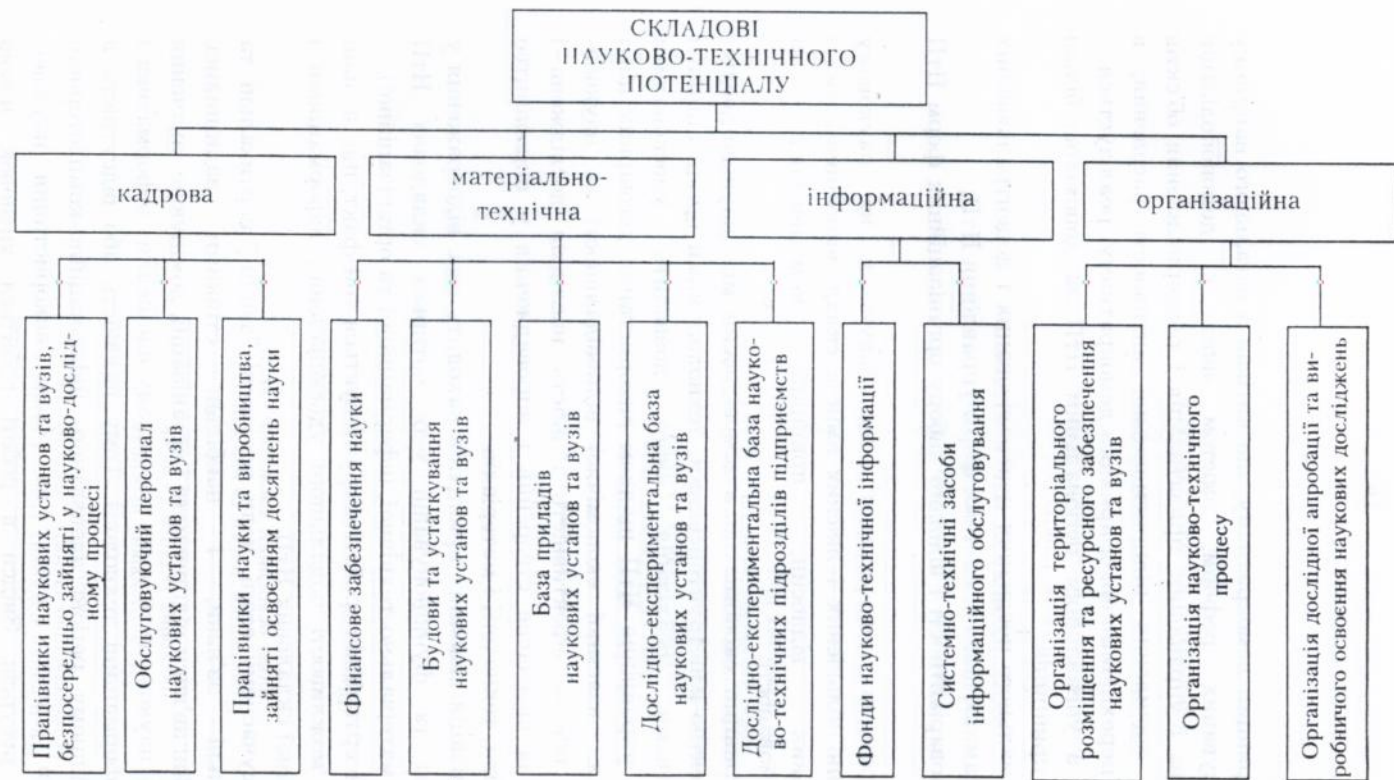 СКЛАДОВІ
НАУКОВО-ТЕХНІЧНОГО
ПОТЕНЦІАЛУ
кадрова
матеріально-
технічна
інформаційна
організаційна
Працівники наукових установ та вузів,
безпосередньо зайняті у науково-дослід-
ному процесі
Обслуговуючий персонал
наукових установ та вузів
Працівники науки та виробництва,
зайняті освоєнням досягнень науки
Фінансове забезпечення науки
Будови та устаткування
наукових установ та вузів
База приладів
наукових установ та вузів
Дослідно-експериментальна база
наукових установ та вузів
Дослідно-експериментальна база науко-
во-технічних підрозділів підприємств
Фонди науково-технічної інформації
Системно-технічні засоби
інформаційного обслуговування
Організація територіального
розміщення та ресурсного забезпечення
наукових установ та вузів
Організація науково-технічного
процесу
Організація дослідної апробації та ви-
робничого освоєння наукових досліджень